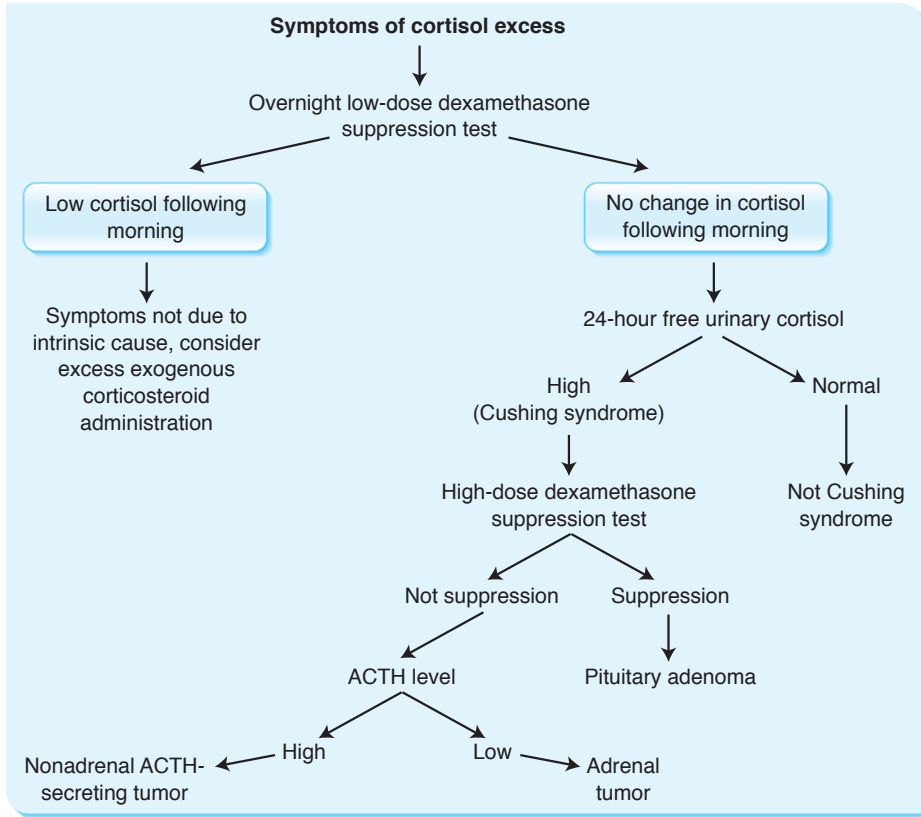 Symptoms of cortisol excess
Overnight low-dose dexamethasone
suppression test
Low cortisol following
morning
No change in cortisol
following morning
Symptoms not due to
intrinsic cause, consider
excess exogenous
corticosteroid
administration
24-hour free urinary cortisol
High
(Cushing syndrome)
Normal
High-dose dexamethasone
suppression test
Not Cushing
syndrome
Not suppression
Suppression
ACTH level
Pituitary adenoma
High
Low
Nonadrenal ACTH-
secreting tumor
Adrenal
tumor